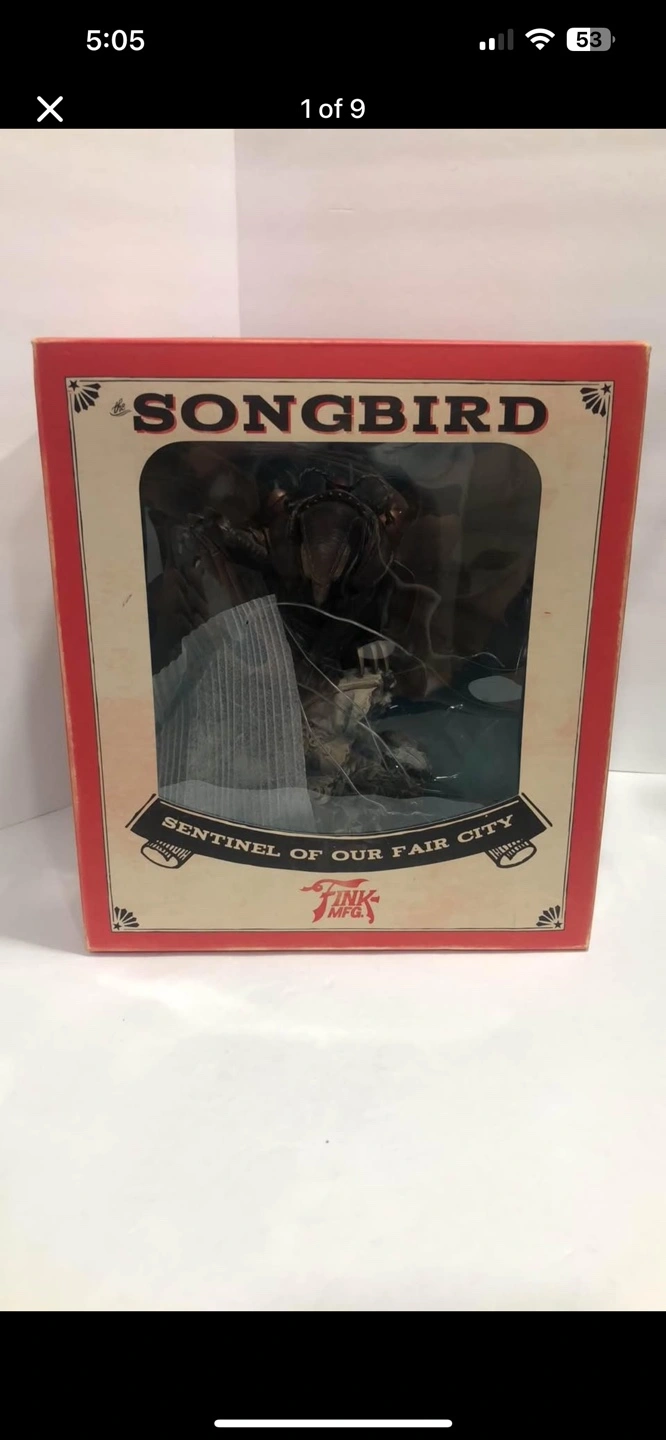 5:05
53
1 of 9
the SONGBIRD
SENTINEL OF OUR FAIR CITY
FINK
MFG.